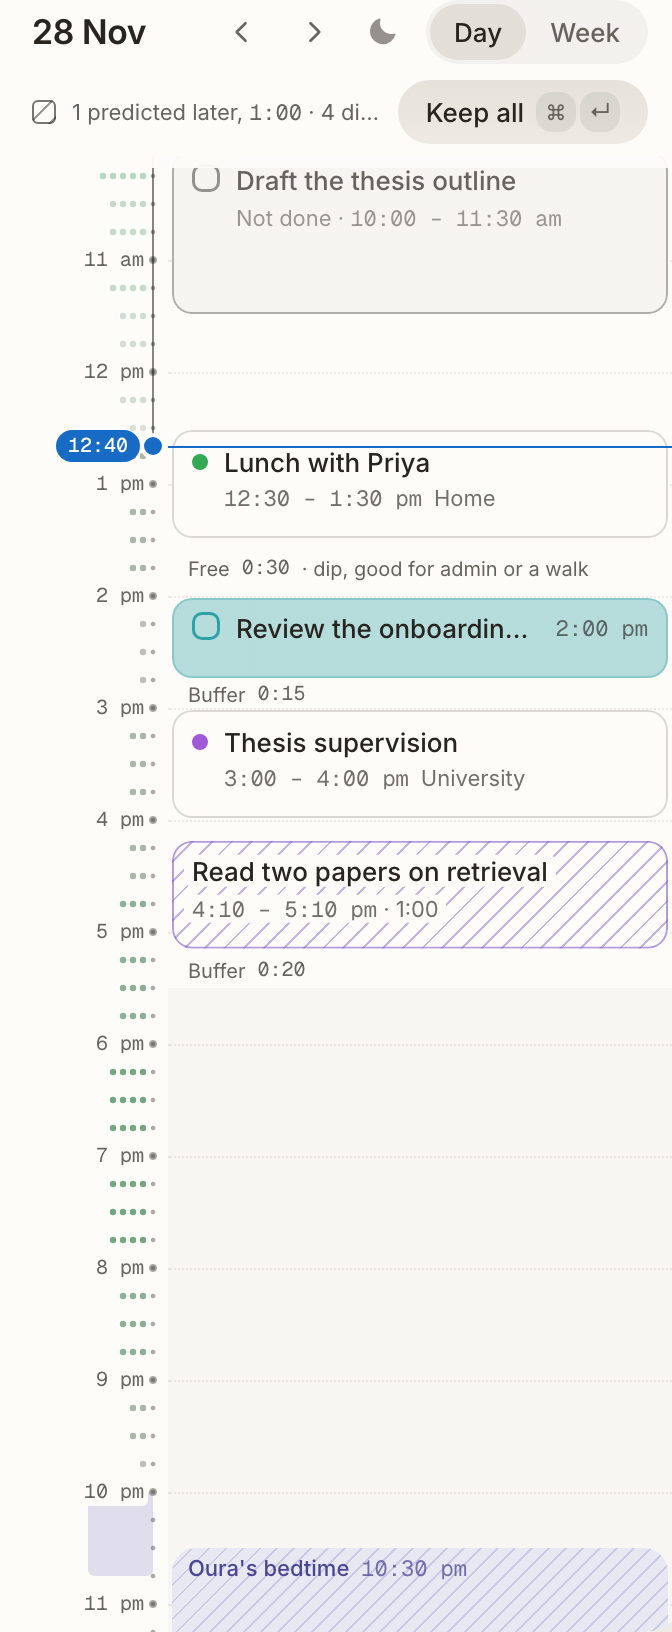 28 Nov
Day
Week
1 predicted later, 1:00 · 4 di...
Keep all ⌘ ↵
Draft the thesis outline
Not done · 10:00 – 11:30 am
11 am
12 pm
12:40
Lunch with Priya
1 pm
12:30 – 1:30 pm Home
Free 0:30 · dip, good for admin or a walk
2 pm
Review the onboardin... 2:00 pm
Buffer 0:15
3 pm
Thesis supervision
3:00 – 4:00 pm University
4 pm
Read two papers on retrieval
4:10 – 5:10 pm · 1:00
5 pm
Buffer 0:20
6 pm
7 pm
8 pm
9 pm
10 pm
Oura's bedtime 10:30 pm
11 pm